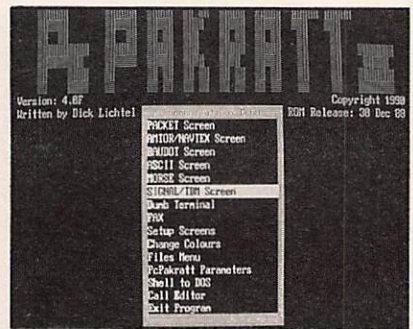 Pc PAKRATT
Version: 4.0F
Copyright 1990
Written by Dick Lichtel
ROM Release: 30 Dec 88
PACKET Screen
AMTOR/NAVTEX Screen
BAUDOT Screen
ASCII Screen
MORSE Screen
SIGNAL/TDM Screen
Dumb Terminal
FAX
Setup Screens
Change Colours
Files Menu
PcPakratt Parameters
Shell to DOS
Call Editor
Exit Program